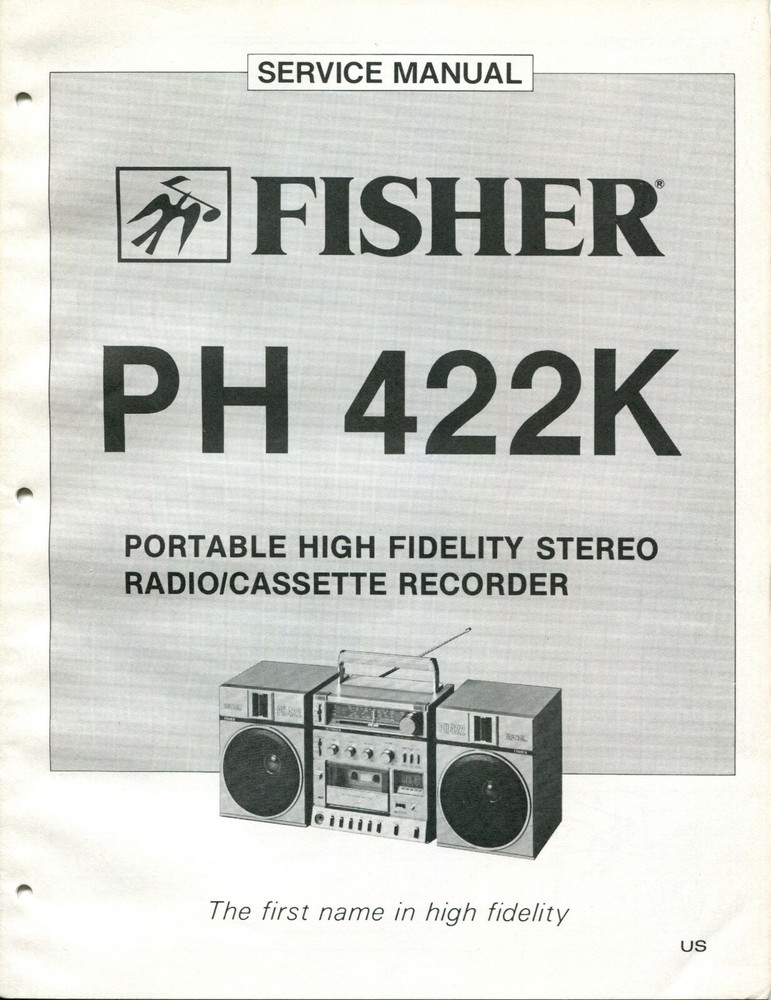 SERVICE MANUAL
FISHER®
PH 422K
PORTABLE HIGH FIDELITY STEREO
RADIO/CASSETTE RECORDER
The first name in high fidelity
US